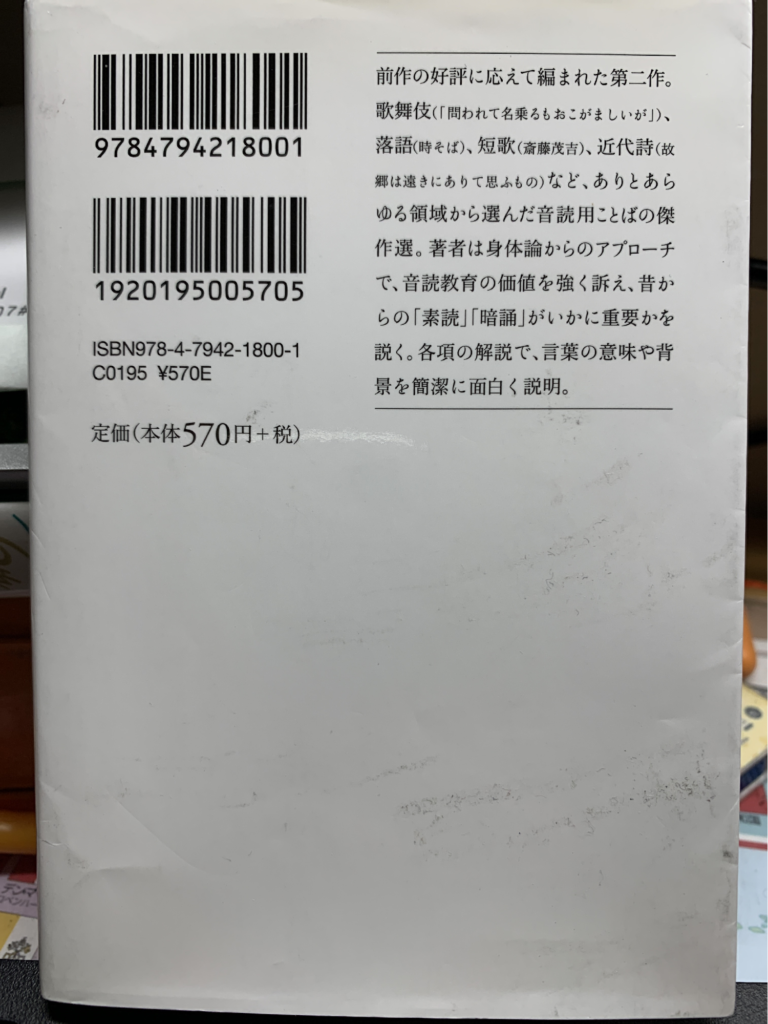 9784794218001
1920195005705
ISBN978-4-7942-1800-1
C0195 ¥570E
定価(本体570円+税)
前作の好評に応えて編まれた第二作。
歌舞伎(「問われて名乗るもおこがましいが」)、
落語(時そば)、短歌(斎藤茂吉)、近代詩(故
郷は遠きにありて思ふもの)など、ありとあら
ゆる領域から選んだ音読用ことばの傑
作選。著者は身体論からのアプローチ
で、音読教育の価値を強く訴え、昔か
らの「素読」「暗誦」がいかに重要かを
説く。各項の解説で、言葉の意味や背
景を簡潔に面白く説明。
デンマ